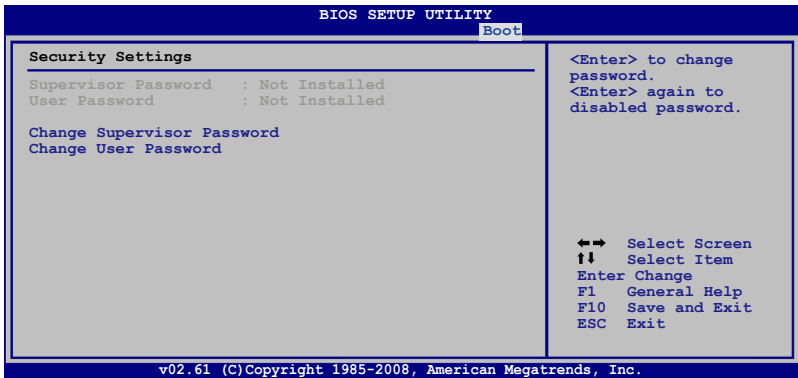 BIOS SETUP UTILITY
Boot
Security Settings
Supervisor Password : Not Installed
User Password : Not Installed
Change Supervisor Password
Change User Password
<Enter> to change
password.
<Enter> again to
disabled password.
←→ Select Screen
↑↓ Select Item
Enter Change
F1 General Help
F10 Save and Exit
ESC Exit
v02.61 (C)Copyright 1985-2008, American Megatrends, Inc.